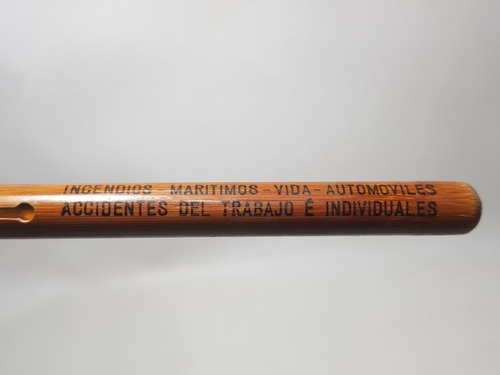 INCENDIOS MARITIMOS - VIDA - AUTOMOVILES
ACCIDENTES DEL TRABAJO É INDIVIDUALES